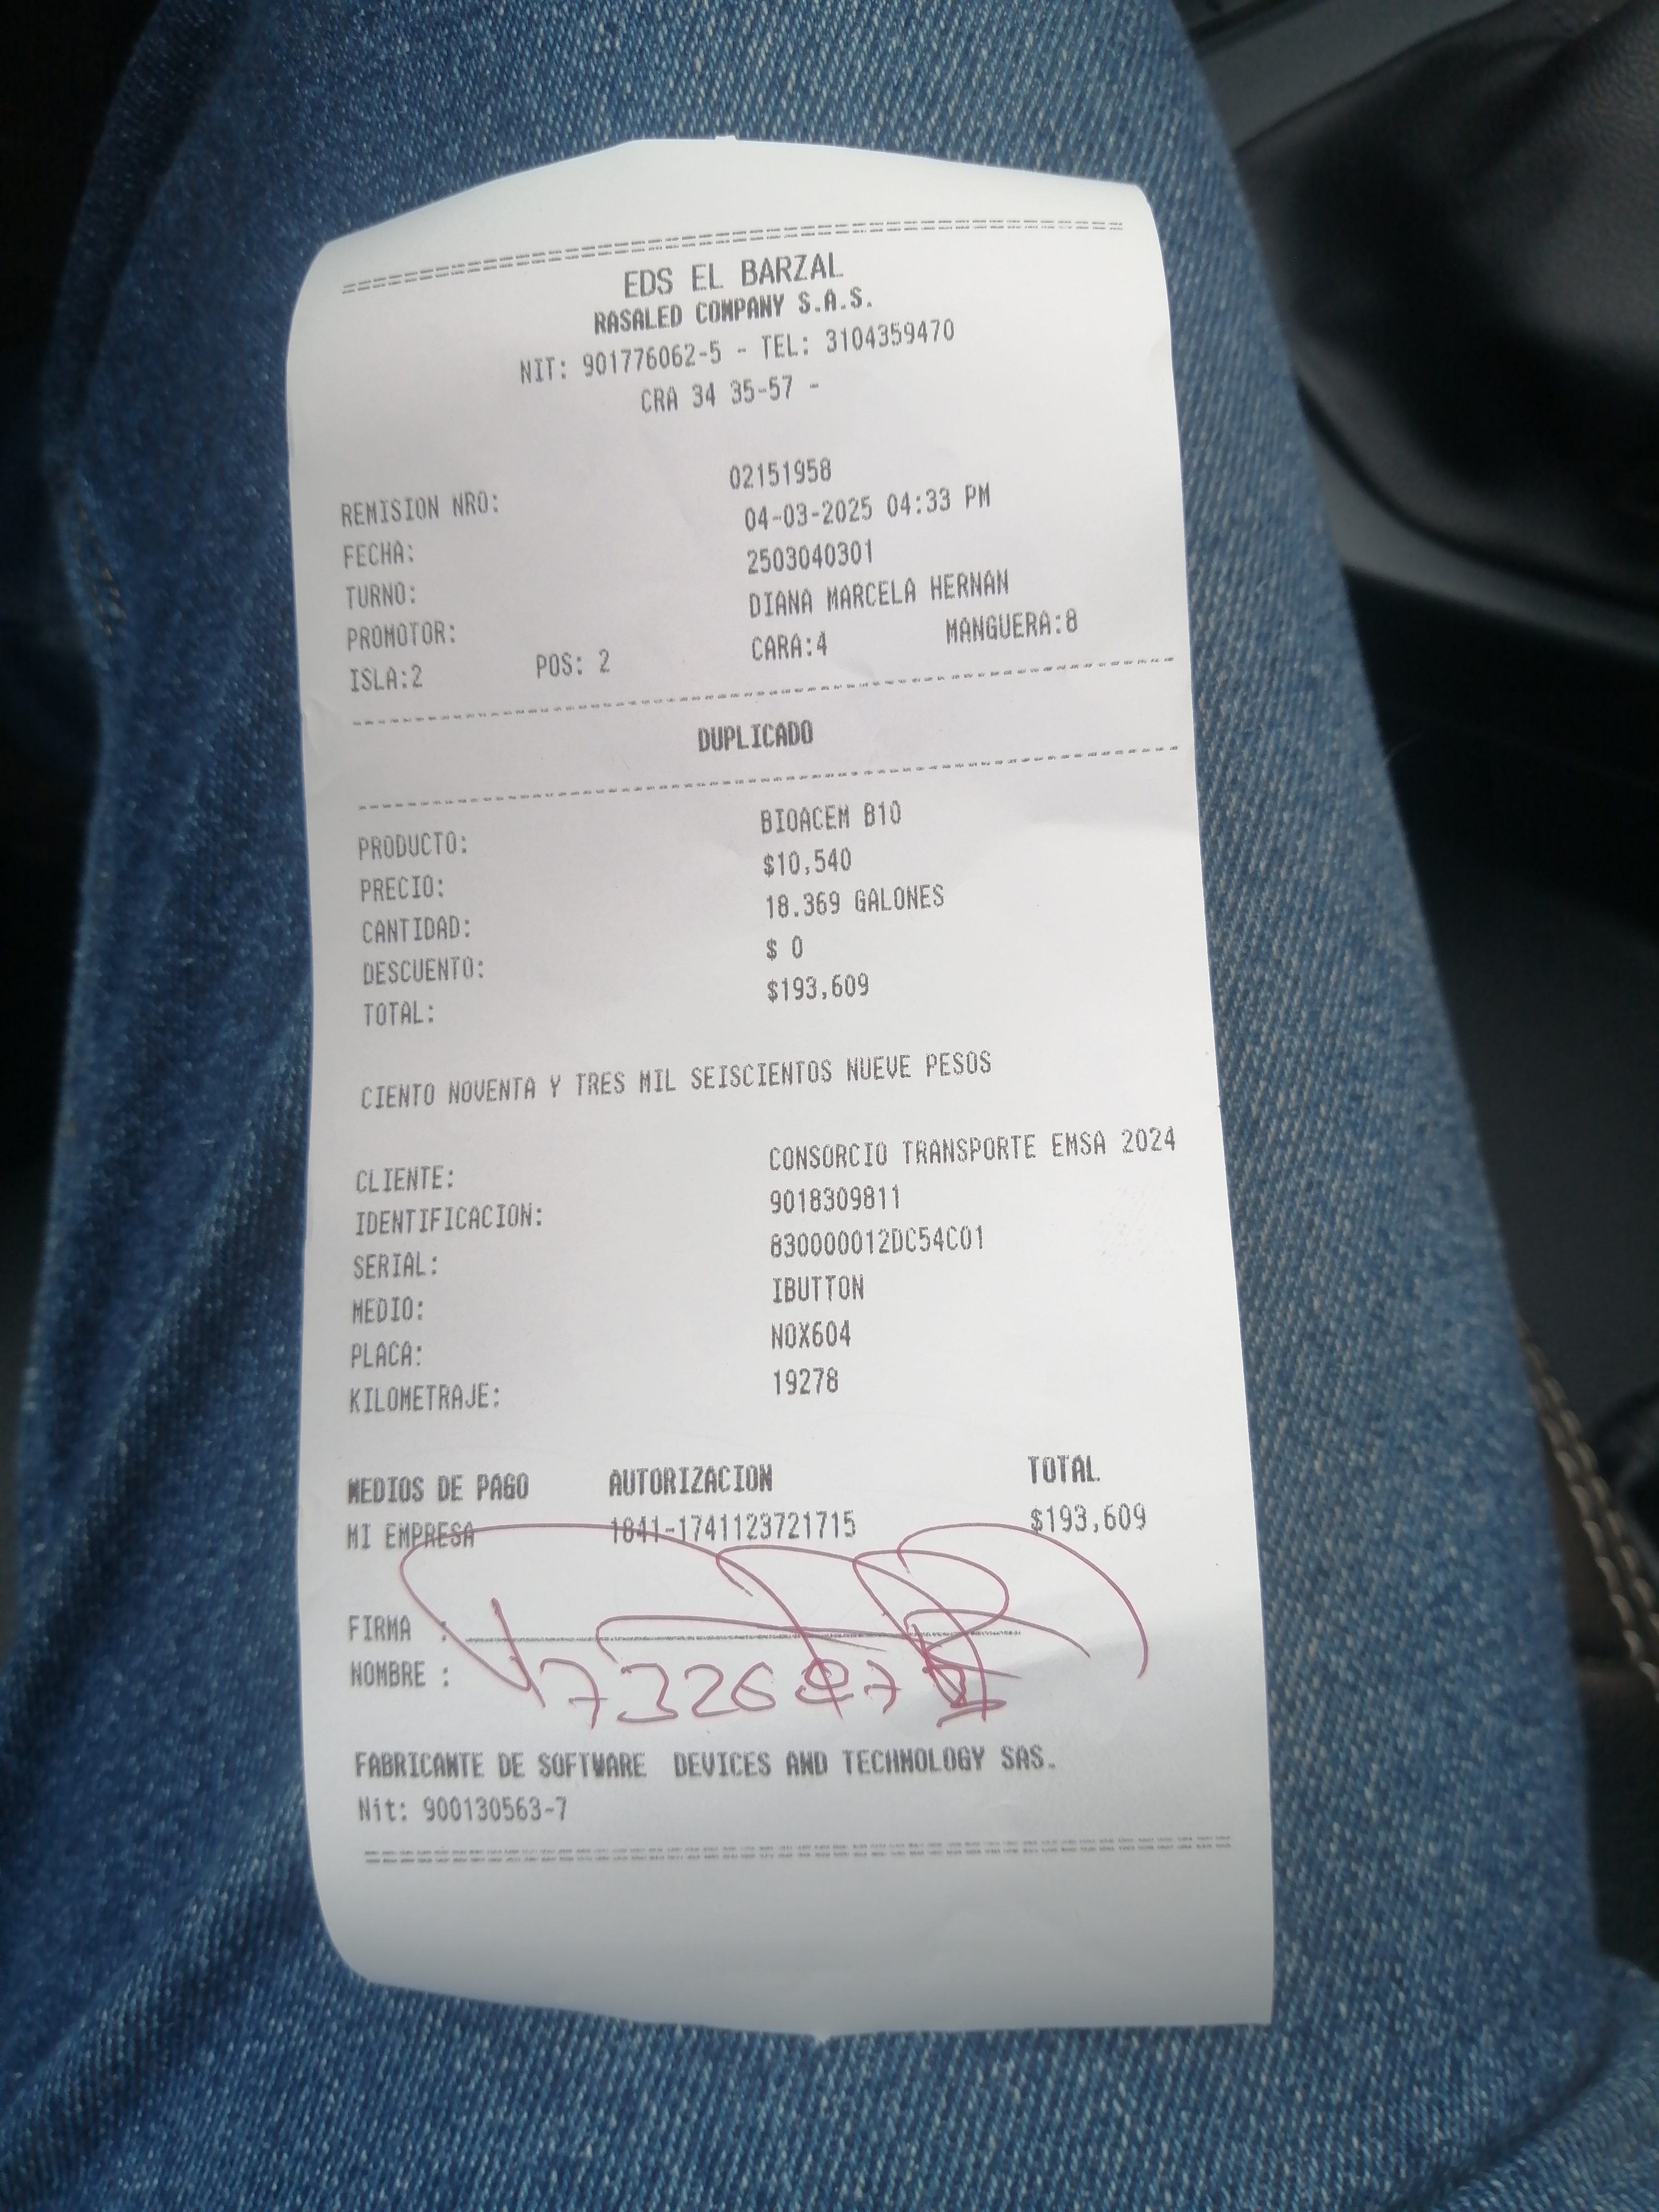 EDS EL BARZAL
RASALED COMPANY S.A.S.
NIT: 901776062-5 - TEL: 3104359470
CRA 34 35-57 -
REMISION NRO: 02151958
FECHA: 04-03-2025 04:33 PM
TURNO: 2503040301
PROMOTOR: DIANA MARCELA HERNAN
ISLA:2 POS: 2 CARA:4 MANGUERA:8
DUPLICADO
PRODUCTO: BIOACEM B10
PRECIO: $10,540
CANTIDAD: 18.369 GALONES
DESCUENTO: $ 0
TOTAL: $193,609
CIENTO NOVENTA Y TRES MIL SEISCIENTOS NUEVE PESOS
CLIENTE: CONSORCIO TRANSPORTE EMSA 2024
IDENTIFICACION: 9018309811
SERIAL: 830000012DC54C01
MEDIO: IBUTTON
PLACA: NOX604
KILOMETRAJE: 19278
MEDIOS DE PAGO AUTORIZACION TOTAL
MI EMPRESA 1841-1741123721715 $193,609
FIRMA :
NOMBRE :
FABRICANTE DE SOFTWARE DEVICES AND TECHNOLOGY SAS.
Nit: 900130563-7